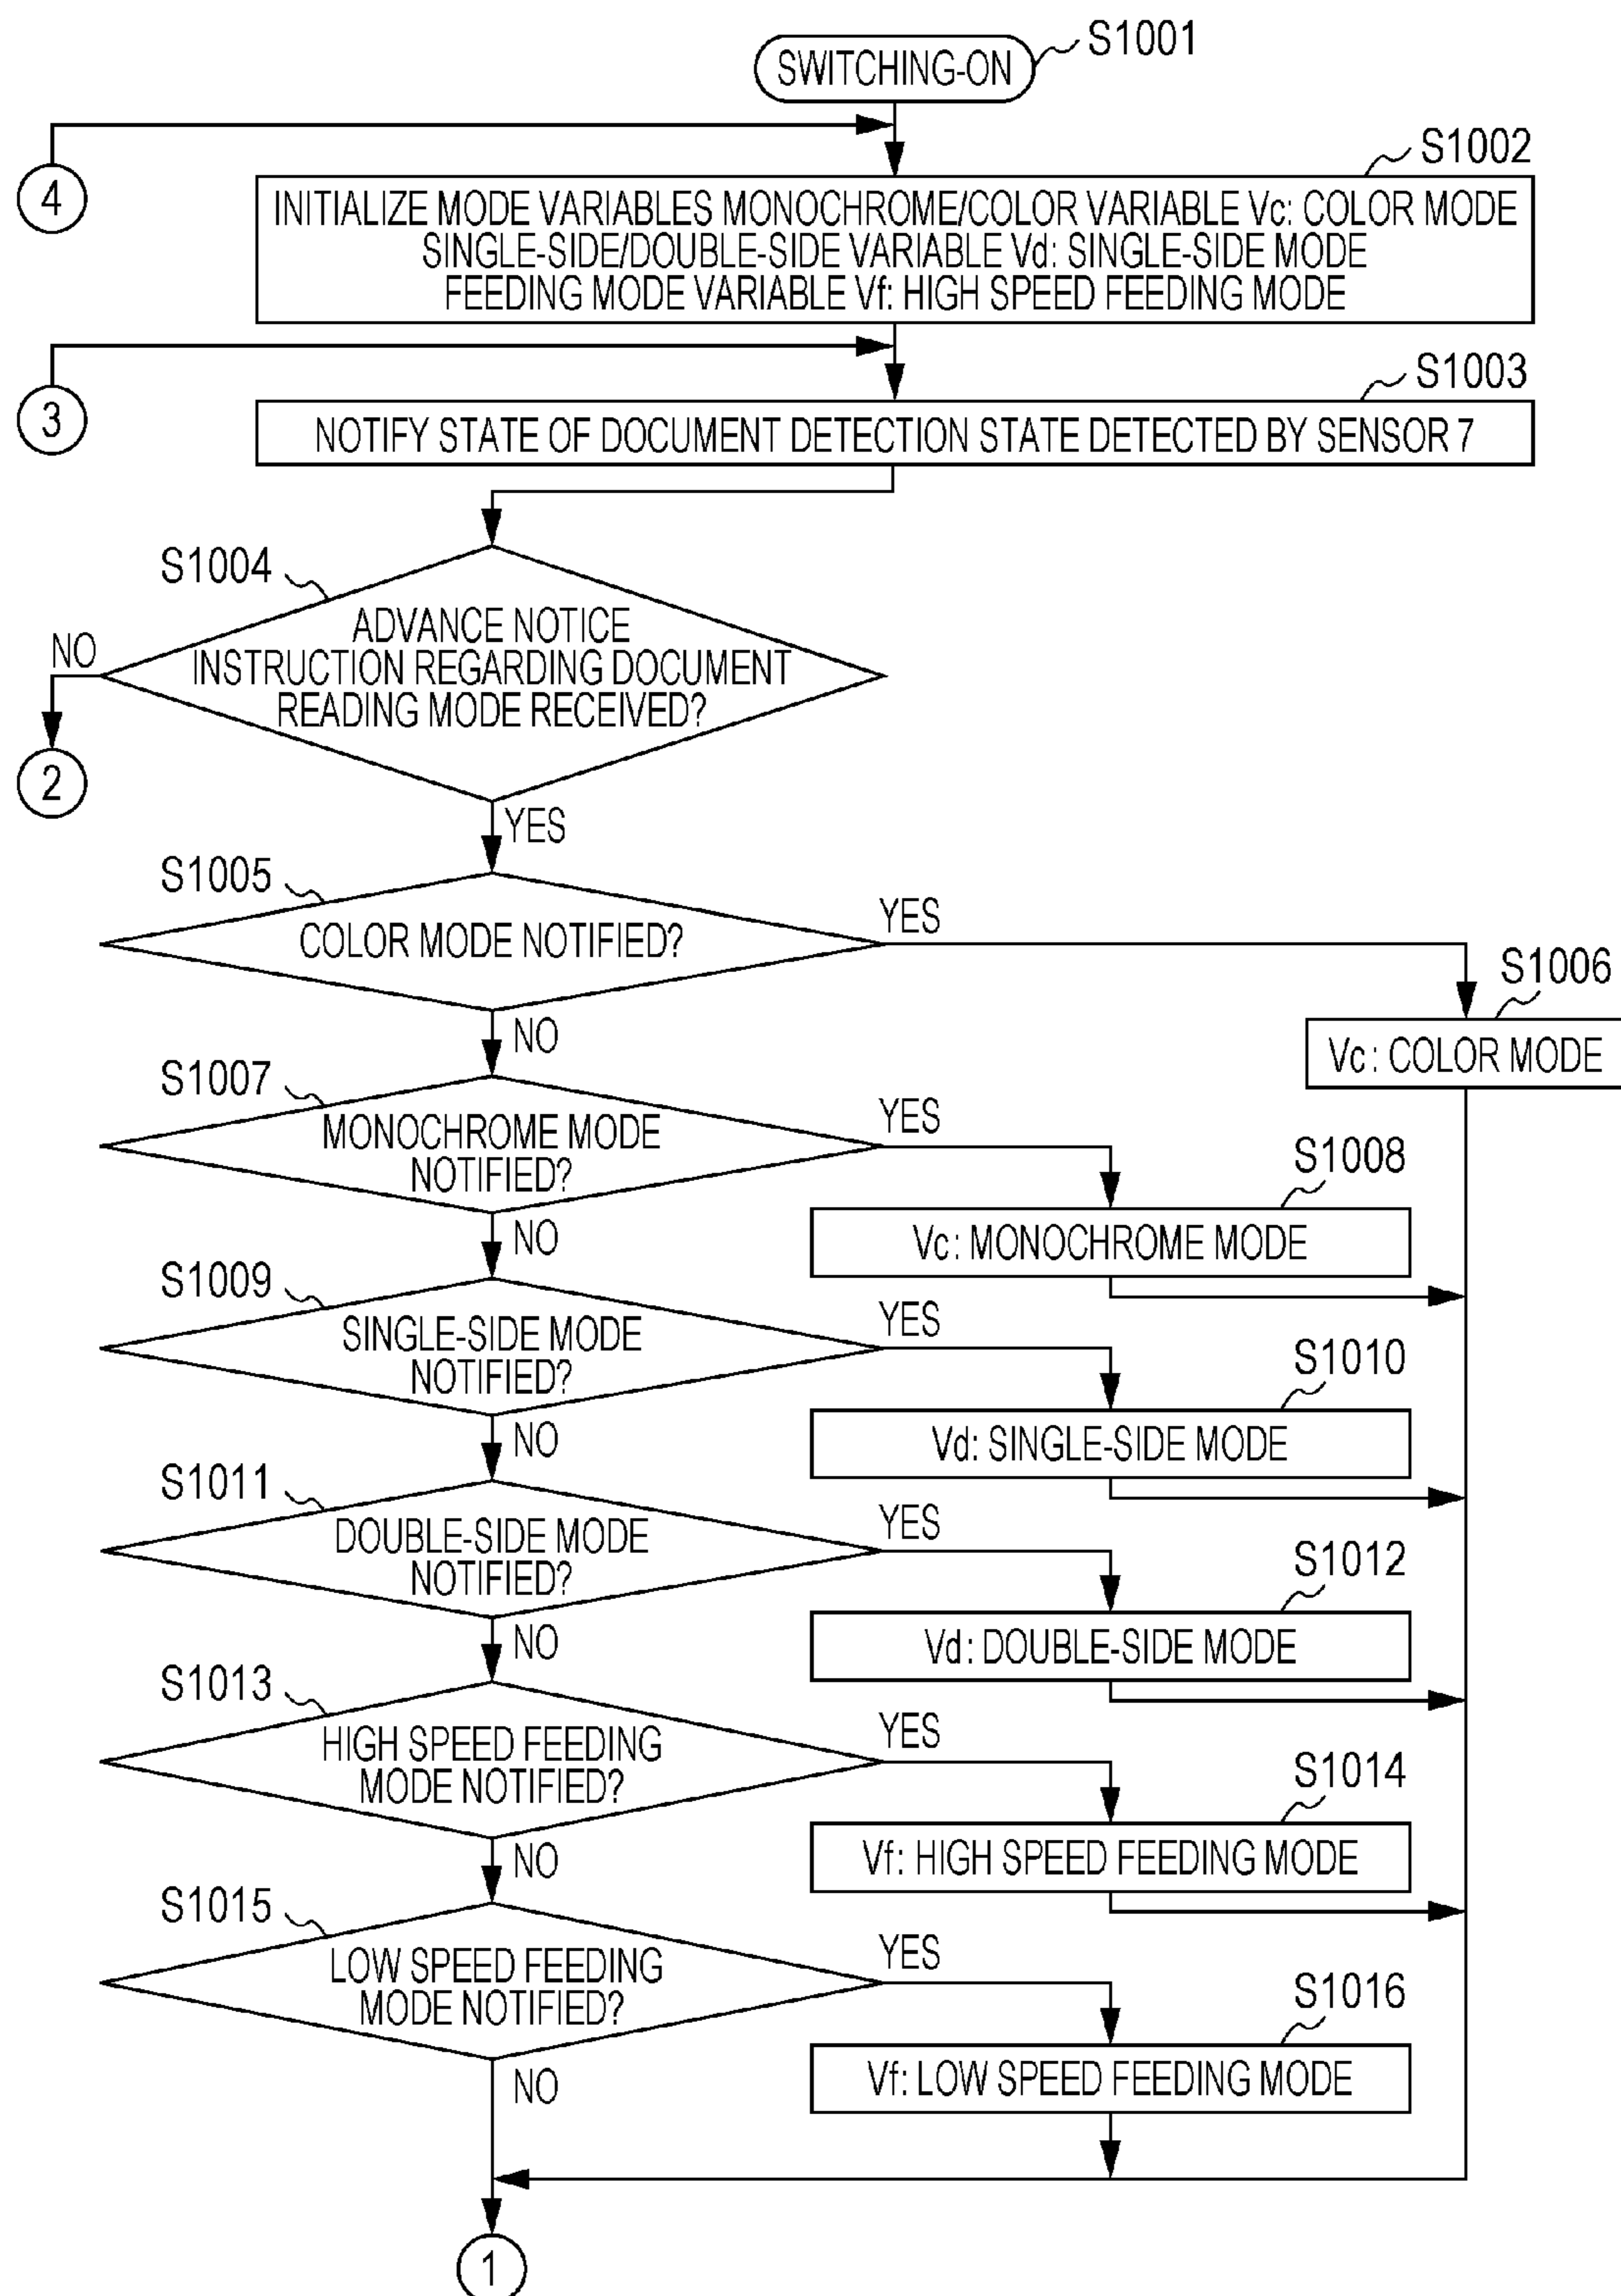 SWITCHING-ON
S1001
4
S1002
INITIALIZE MODE VARIABLES MONOCHROME/COLOR VARIABLE Vc: COLOR MODE
SINGLE-SIDE/DOUBLE-SIDE VARIABLE Vd: SINGLE-SIDE MODE
FEEDING MODE VARIABLE Vf: HIGH SPEED FEEDING MODE
3
S1003
NOTIFY STATE OF DOCUMENT DETECTION STATE DETECTED BY SENSOR 7
S1004
ADVANCE NOTICE
INSTRUCTION REGARDING DOCUMENT
READING MODE RECEIVED?
NO
2
YES
S1005
COLOR MODE NOTIFIED?
YES
S1006
Vc: COLOR MODE
NO
S1007
MONOCHROME MODE
NOTIFIED?
YES
S1008
Vc: MONOCHROME MODE
NO
S1009
SINGLE-SIDE MODE
NOTIFIED?
YES
S1010
Vd: SINGLE-SIDE MODE
NO
S1011
DOUBLE-SIDE MODE
NOTIFIED?
YES
S1012
Vd: DOUBLE-SIDE MODE
NO
S1013
HIGH SPEED FEEDING
MODE NOTIFIED?
YES
S1014
Vf: HIGH SPEED FEEDING MODE
NO
S1015
LOW SPEED FEEDING
MODE NOTIFIED?
YES
S1016
Vf: LOW SPEED FEEDING MODE
NO
1